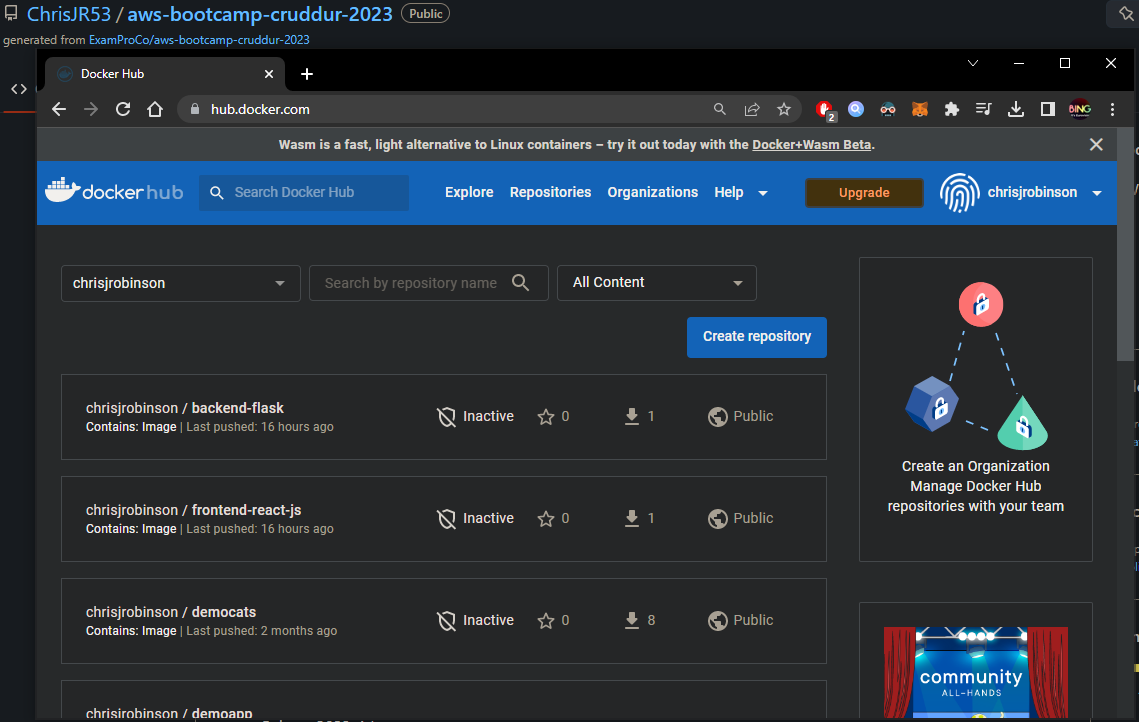 ChrisJR53 / aws-bootcamp-cruddur-2023 Public
generated from ExamProCo/aws-bootcamp-cruddur-2023
Docker Hub
hub.docker.com
2
BING
Wasm is a fast, light alternative to Linux containers – try it out today with the Docker+Wasm Beta.
dockerhub
Search Docker Hub
Explore
Repositories
Organizations
Help
Upgrade
chrisjrobinson
chrisjrobinson
Search by repository name
All Content
Create repository
chrisjrobinson / backend-flask
Contains: Image | Last pushed: 16 hours ago
Inactive
0
1
Public
chrisjrobinson / frontend-react-js
Contains: Image | Last pushed: 16 hours ago
Inactive
0
1
Public
chrisjrobinson / democats
Contains: Image | Last pushed: 2 months ago
Inactive
0
8
Public
chrisjrobinson / demoapp
Create an Organization
Manage Docker Hub
repositories with your team
community
ALL-HANDS